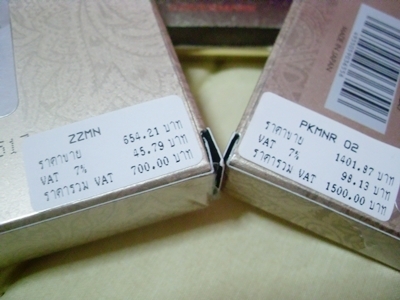 ZZMN
ราคาขาย 654.21 บาท
VAT 7% 45.79 บาท
ราคารวม VAT 700.00 บาท
PKMNR 02
ราคาขาย 1401.87 บาท
VAT 7% 98.13 บาท
ราคารวม VAT 1500.00 บาท